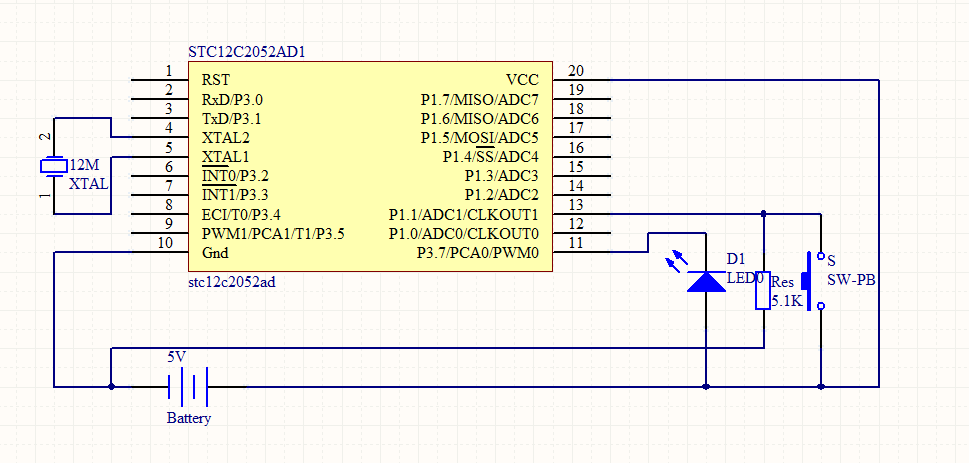 STC12C2052AD1
1 RST VCC 20
2 RxD/P3.0 P1.7/MISO/ADC7 19
3 TxD/P3.1 P1.6/MISO/ADC6 18
4 XTAL2 P1.5/MOSI/ADC5 17
5 XTAL1 P1.4/SS/ADC4 16
6 INT0/P3.2 P1.3/ADC3 15
7 INT1/P3.3 P1.2/ADC2 14
8 ECI/T0/P3.4 P1.1/ADC1/CLKOUT1 13
9 PWM1/PCA1/T1/P3.5 P1.0/ADC0/CLKOUT0 12
10 Gnd P3.7/PCA0/PWM0 11
stc12c2052ad
2
12M
XTAL
1
D1
LED0
Res
5.1K
S
SW-PB
5V
Battery